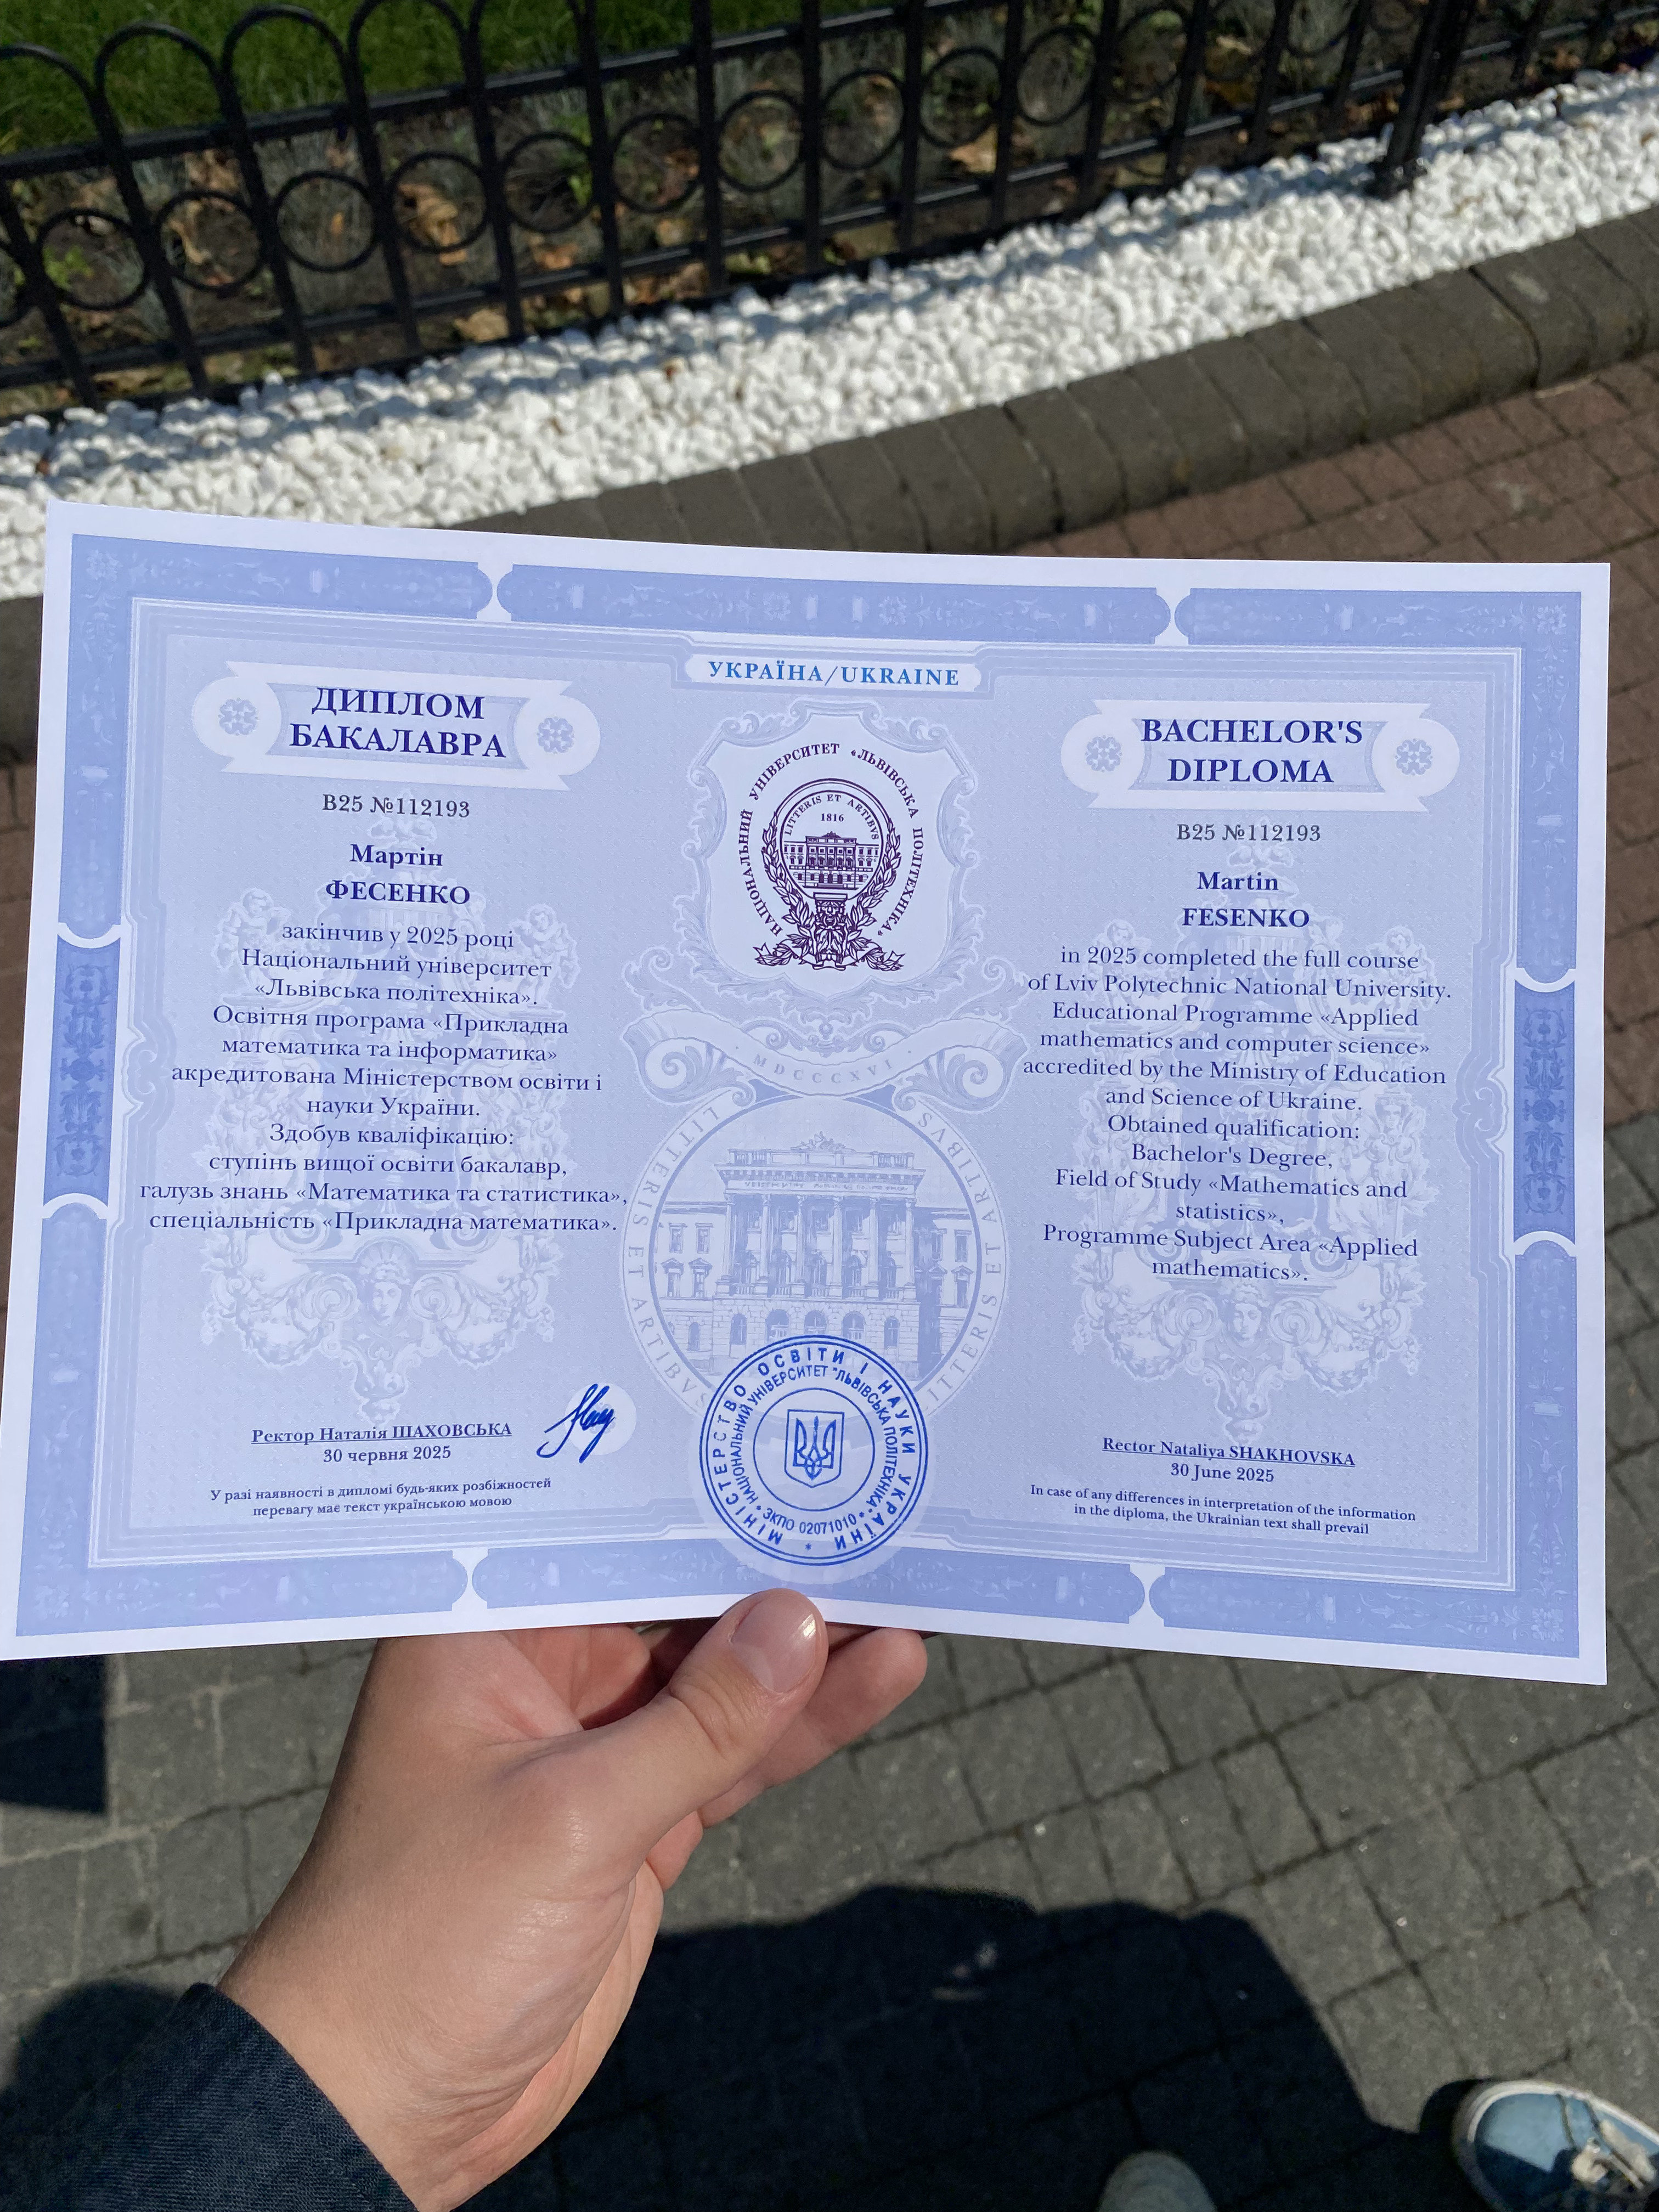 УКРАЇНА/UKRAINE
ДИПЛОМ
БАКАЛАВРА
В25 №112193
Мартін
ФЕСЕНКО
закінчив у 2025 році
Національний університет
«Львівська політехніка».
Освітня програма «Прикладна
математика та інформатика»
акредитована Міністерством освіти і
науки України.
Здобув кваліфікацію:
ступінь вищої освіти бакалавр,
галузь знань «Математика та статистика»,
спеціальність «Прикладна математика».
Ректор Наталія ШАХОВСЬКА
30 червня 2025
У разі наявності в дипломі будь-яких розбіжностей
перевагу має текст українською мовою
НАЦІОНАЛЬНИЙ УНІВЕРСИТЕТ «ЛЬВІВСЬКА ПОЛІТЕХНІКА»
LITTERIS ET ARTIBVS
1816
MDCCCXVI
LITTERIS ET ARTIBVS
LITTERIS ET ARTIBVS
МІНІСТЕРСТВО ОСВІТИ І НАУКИ УКРАЇНИ *
НАЦІОНАЛЬНИЙ УНІВЕРСИТЕТ "ЛЬВІВСЬКА ПОЛІТЕХНІКА"
ЗКПО 02071010
BACHELOR'S
DIPLOMA
B25 №112193
Martin
FESENKO
in 2025 completed the full course
of Lviv Polytechnic National University.
Educational Programme «Applied
mathematics and computer science»
accredited by the Ministry of Education
and Science of Ukraine.
Obtained qualification:
Bachelor's Degree,
Field of Study «Mathematics and
statistics»,
Programme Subject Area «Applied
mathematics».
Rector Nataliya SHAKHOVSKA
30 June 2025
In case of any differences in interpretation of the information
in the diploma, the Ukrainian text shall prevail